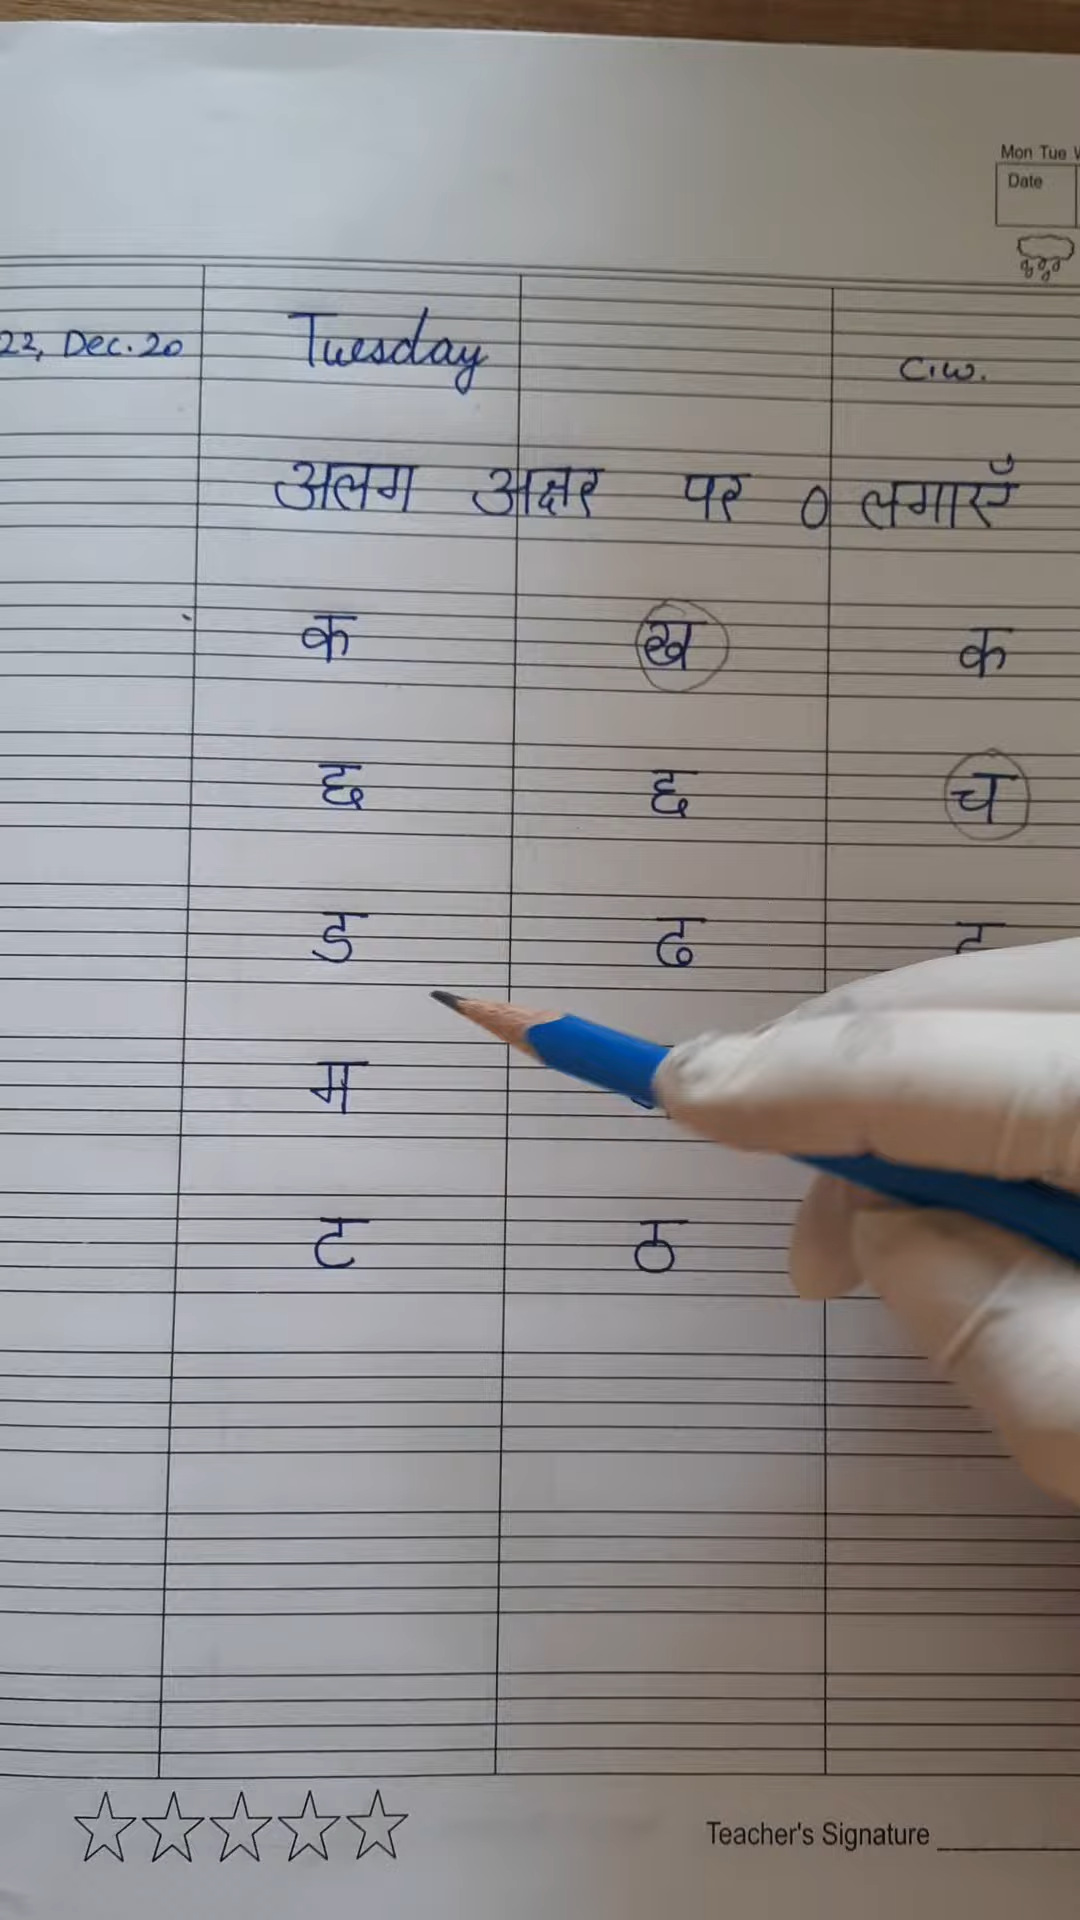 Mon Tue
Date
22, Dec. 20 Tuesday C.W.
अलग अक्षर पर 0 लगाएँ
क ख क
छ छ च
ड ढ
म
ट ठ
Teacher's Signature